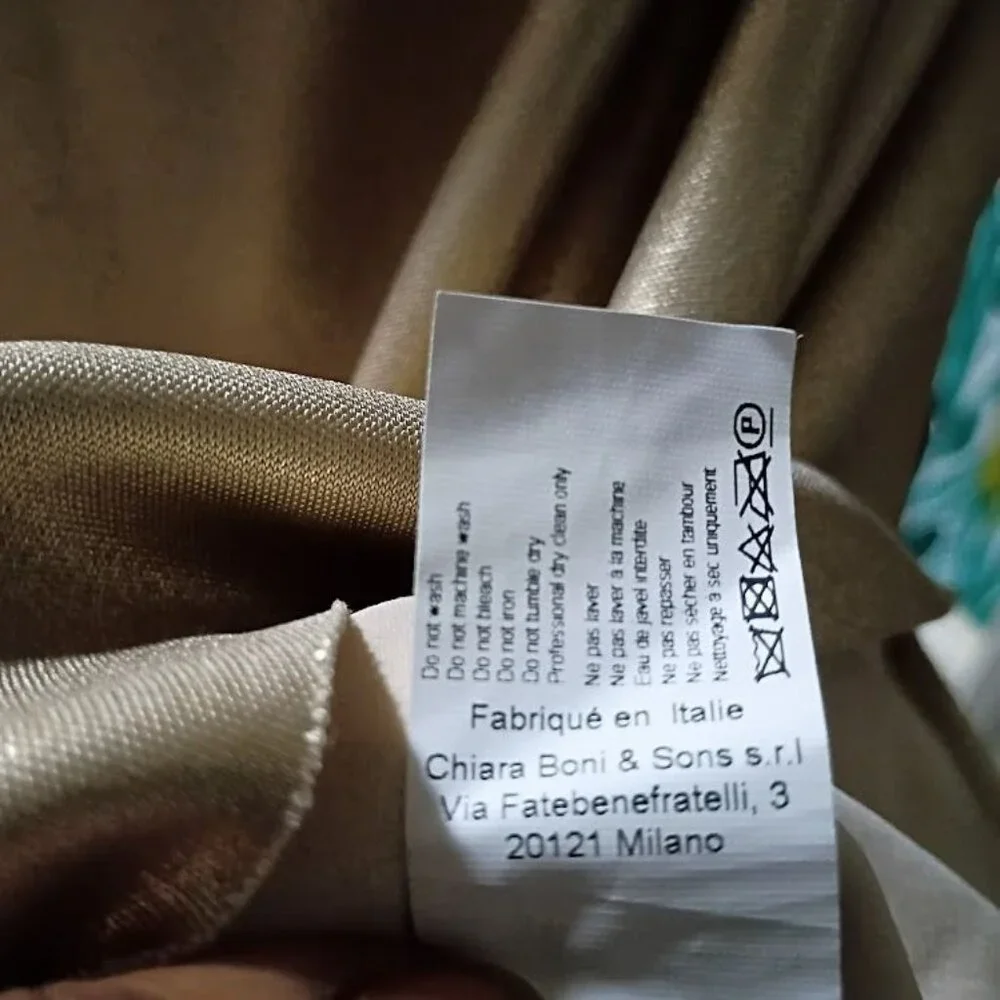 Do not wash
Do not machine wash
Do not bleach
Do not iron
Do not tumble dry
Professional dry clean only
Ne pas laver
Ne pas laver a la machine
Eau de javel interdite
Ne pas repasser
Ne pas secher en tambour
Nettoyage a sec uniquement
P
Fabriqué en Italie
Chiara Boni & Sons s.r.l
Via Fatebenefratelli, 3
20121 Milano